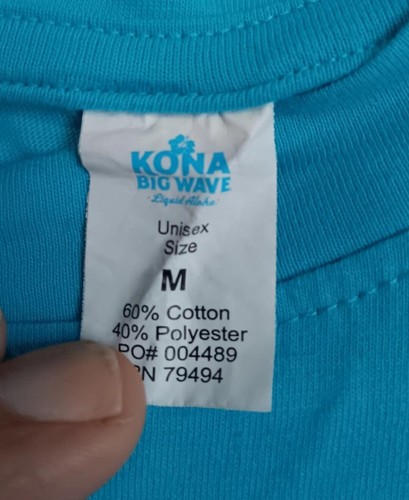 KONA
BIG WAVE
Liquid Aloha
Unisex
Size
M
60% Cotton
40% Polyester
PO# 004489
79494